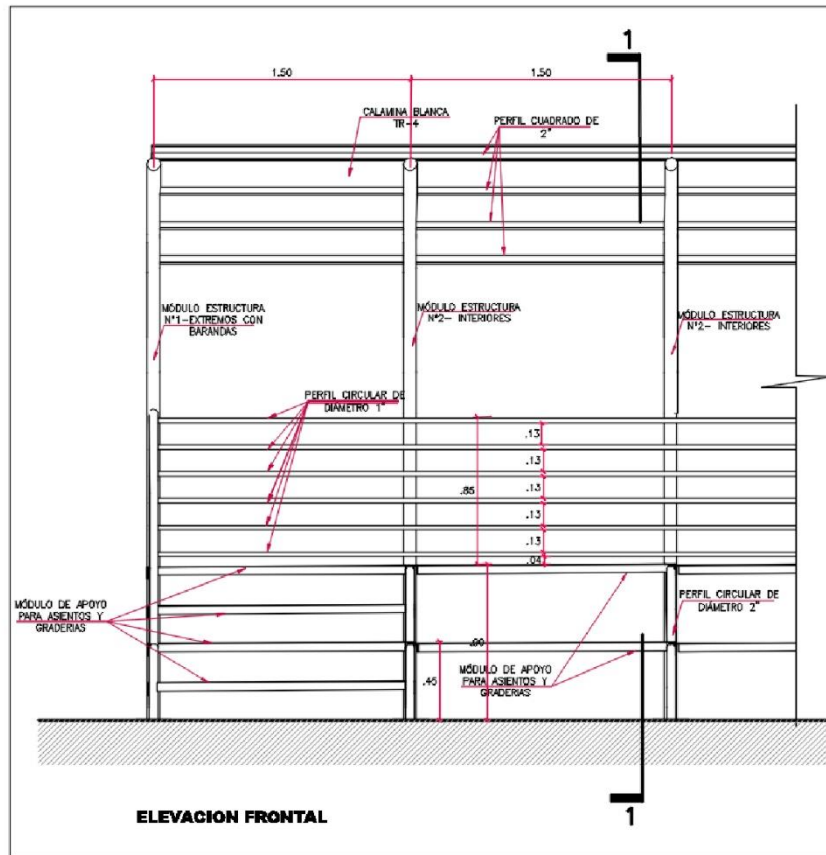 1
1.50
1.50
CALAMINA BLANCA
TR-4
PERFIL CUADRADO DE
2"
MÓDULO ESTRUCTURA
N°1-EXTREMOS CON
BARANDAS
MÓDULO ESTRUCTURA
N°2- INTERIORES
MÓDULO ESTRUCTURA
N°2- INTERIORES
PERFIL CIRCULAR DE
DIÁMETRO 1"
.13
.13
.85
.13
.13
.13
.04
MÓDULO DE APOYO
PARA ASIENTOS Y
GRADERIAS
PERFIL CIRCULAR DE
DIÁMETRO 2"
.90
.45
MÓDULO DE APOYO
PARA ASIENTOS Y
GRADERIAS
1
ELEVACION FRONTAL